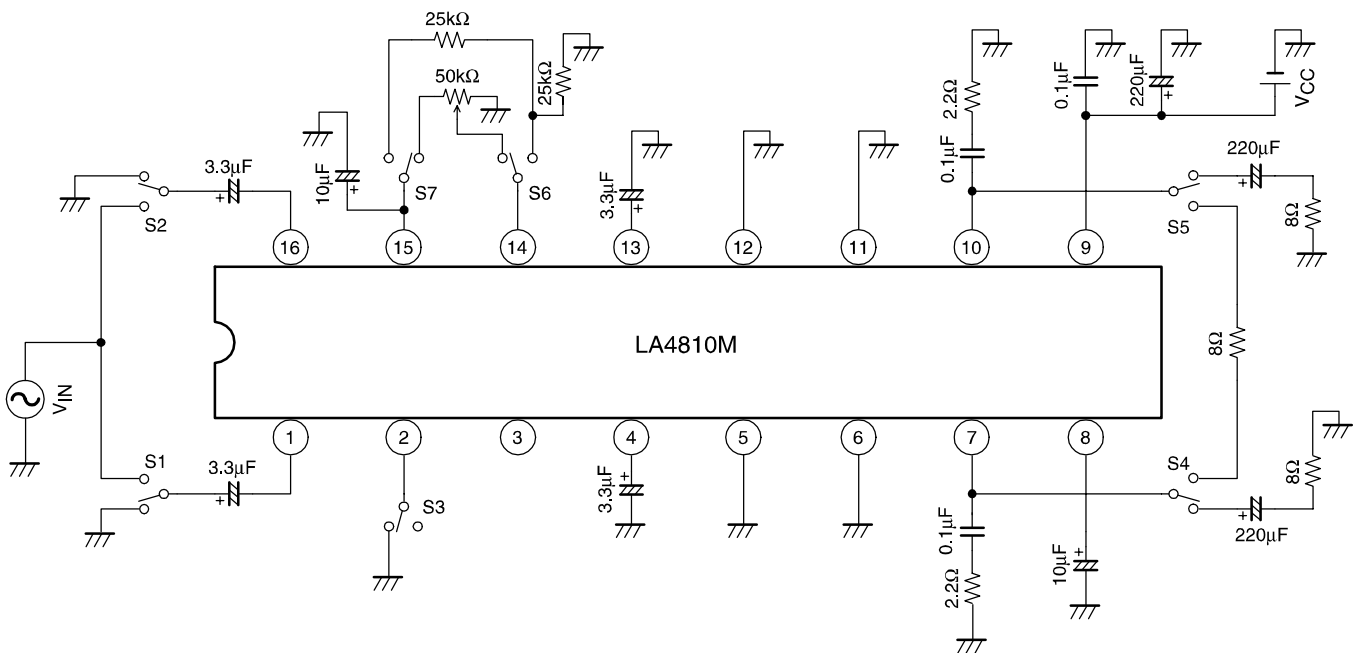 25kΩ
50kΩ
25kΩ
10µF
+
S7
S6
3.3µF
+
S2
3.3µF
+
2.2Ω
0.1µF
0.1µF
220µF
+
VCC
220µF
+
8Ω
S5
16
15
14
13
12
11
10
9
LA4810M
8Ω
VIN
1
2
3
4
5
6
7
8
S1
3.3µF
+
S3
3.3µF
+
0.1µF
2.2Ω
10µF
+
S4
8Ω
+
220µF